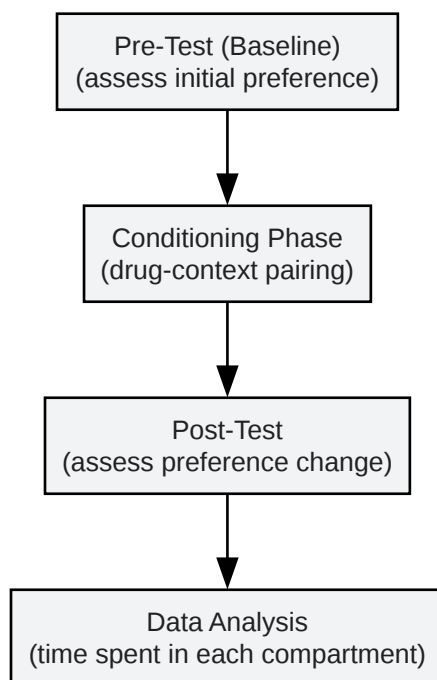 Pre-Test (Baseline)
(assess initial preference)
Conditioning Phase
(drug-context pairing)
Post-Test
(assess preference change)
Data Analysis
(time spent in each compartment)